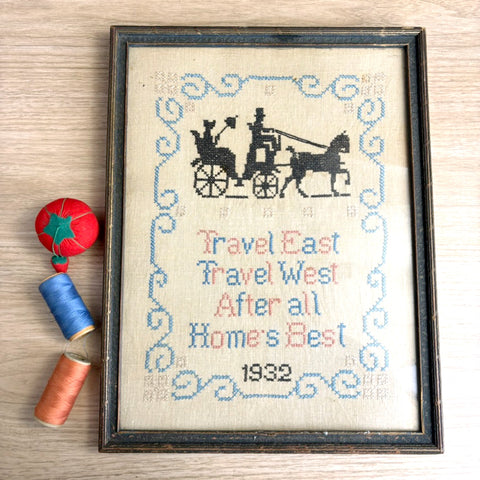 Travel East
Travel West
After all
Home's Best
1932